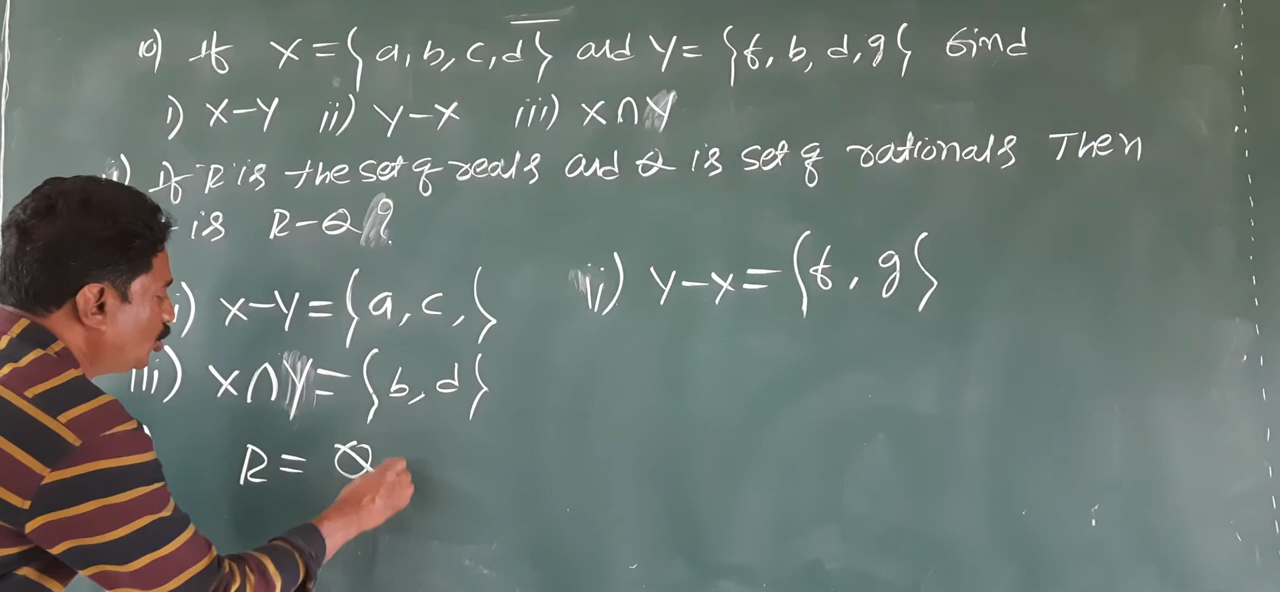 10) If X = {a, b, c, d} and Y = {f, b, d, g} find
i) X-Y ii) Y-X iii) X∩Y
) If R is the set of reals and Q is set of rationals Then
is R-Q?
i) X-Y = {a, c, }
ii) Y-X = {f, g}
iii) X∩Y = {b, d}
R = Q